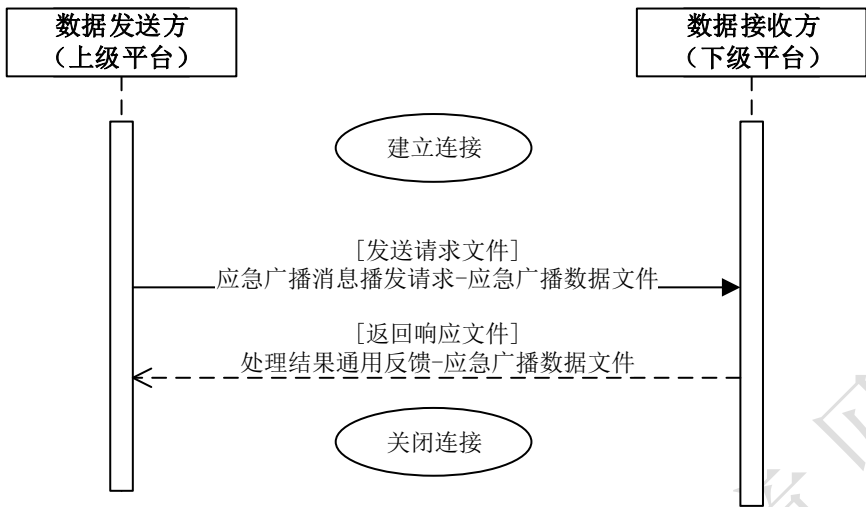 数据发送方
（上级平台）
数据接收方
（下级平台）
建立连接
[发送请求文件]
应急广播消息播发请求-应急广播数据文件
[返回响应文件]
处理结果通用反馈-应急广播数据文件
关闭连接